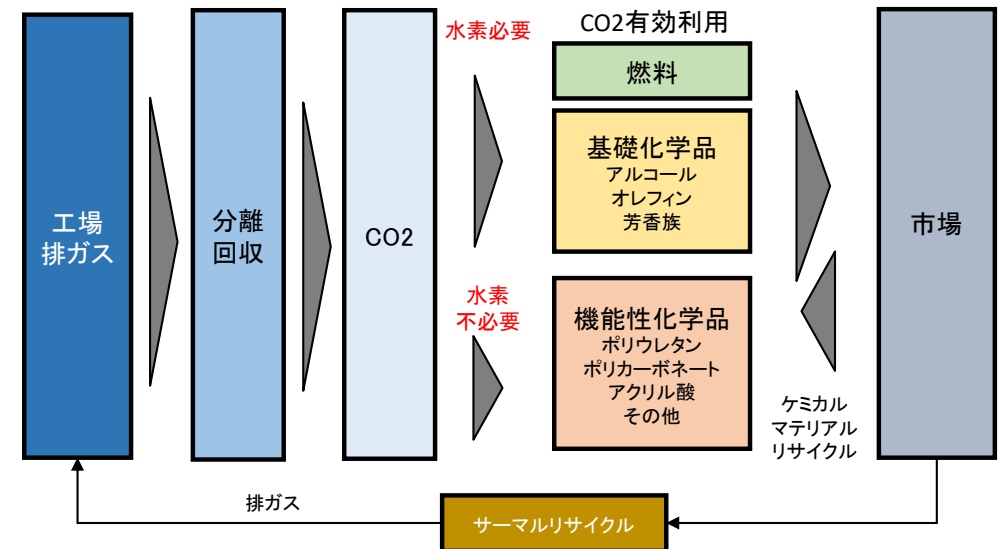 工場
排ガス
分離
回収
CO2
水素必要
水素
不必要
CO2有効利用
燃料
基礎化学品
アルコール
オレフィン
芳香族
機能性化学品
ポリウレタン
ポリカーボネート
アクリル酸
その他
ケミカル
マテリアル
リサイクル
市場
排ガス
サーマルリサイクル